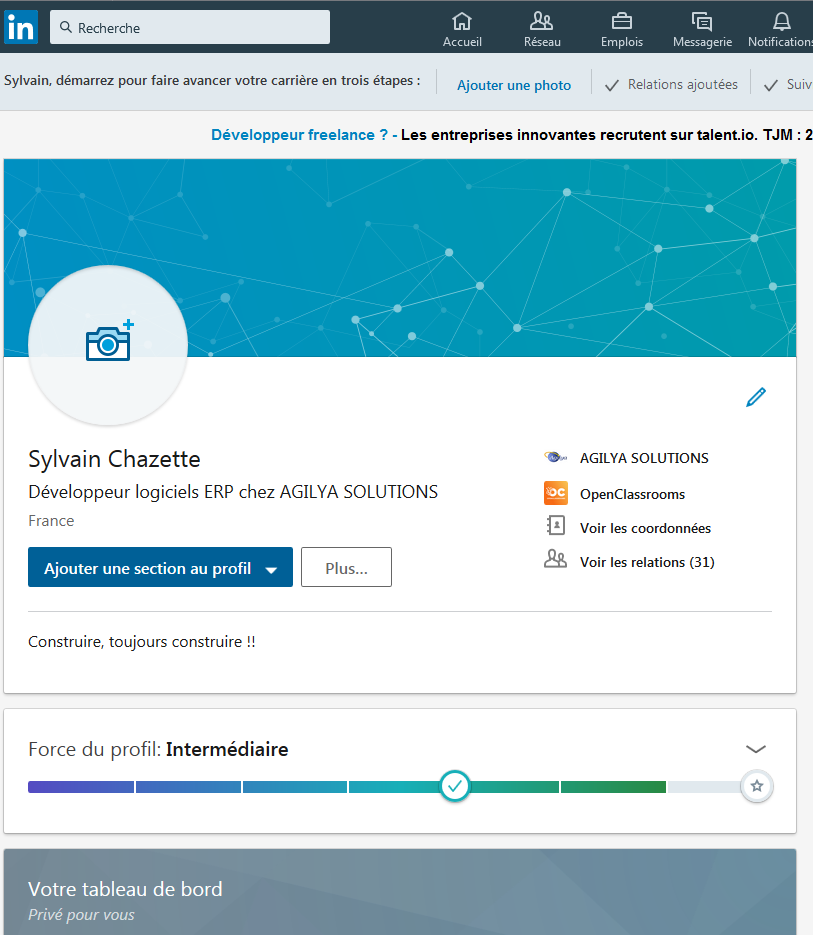 in
Recherche
Accueil
Réseau
Emplois
Messagerie
Notifications
Sylvain, démarrez pour faire avancer votre carrière en trois étapes :
Ajouter une photo
Relations ajoutées
Suiv
Développeur freelance ? - Les entreprises innovantes recrutent sur talent.io. TJM : 2
Sylvain Chazette
Développeur logiciels ERP chez AGILYA SOLUTIONS
France
Ajouter une section au profil
Plus...
AGILYA SOLUTIONS
OC
OpenClassrooms
Voir les coordonnées
Voir les relations (31)
Construire, toujours construire !!
Force du profil: Intermédiaire
Votre tableau de bord
Privé pour vous